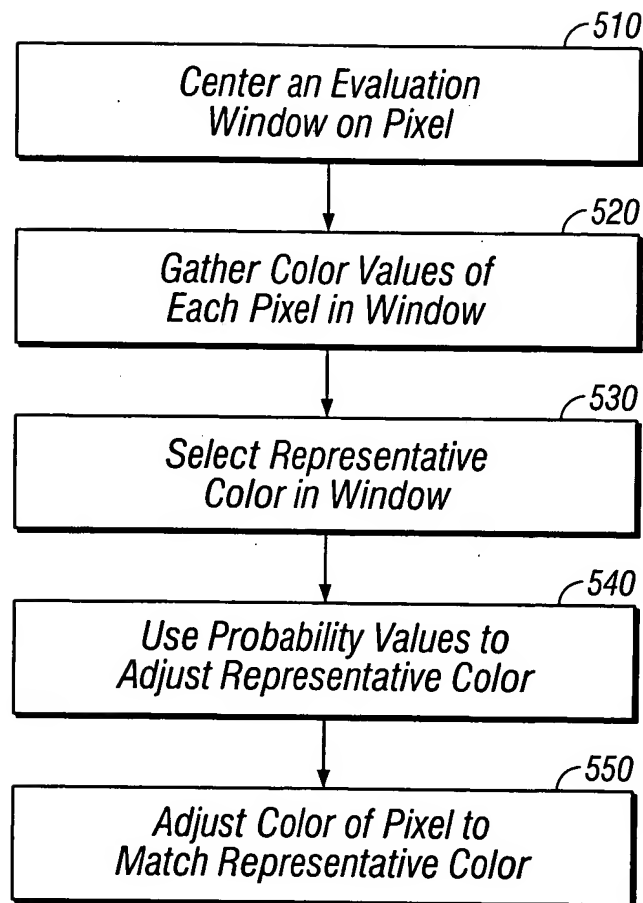 510
Center an Evaluation
Window on Pixel
520
Gather Color Values of
Each Pixel in Window
530
Select Representative
Color in Window
540
Use Probability Values to
Adjust Representative Color
550
Adjust Color of Pixel to
Match Representative Color